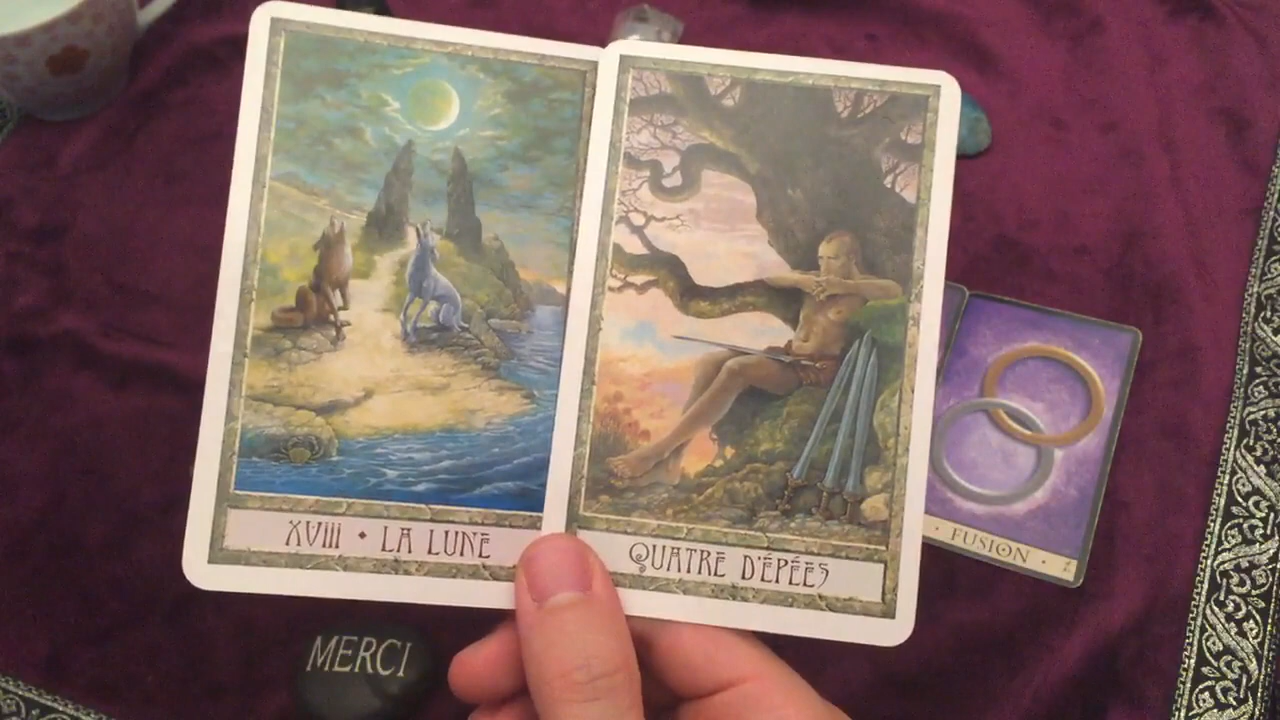 XVIII • LA LUNE
QUATRE D'ÉPÉES
• FUSION •
MERCI